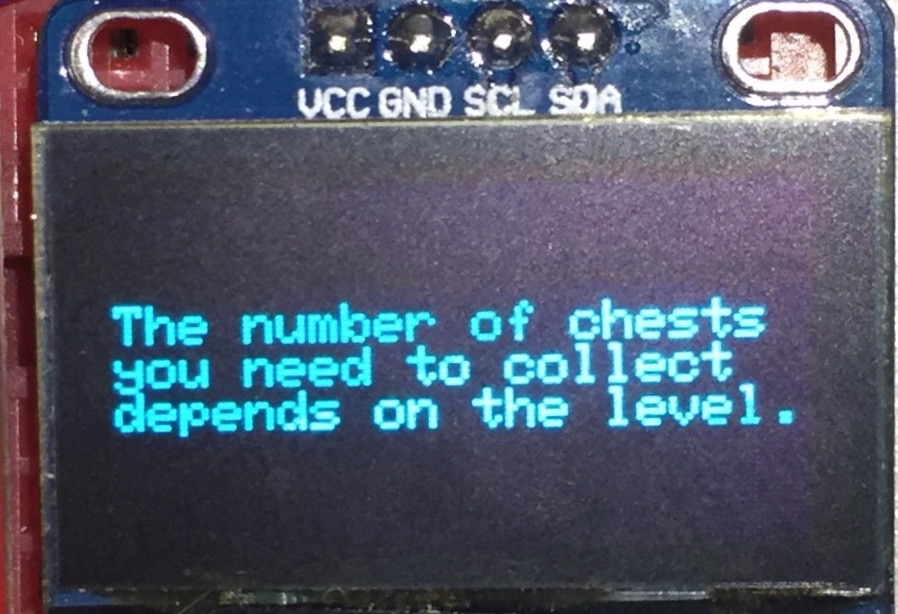 VCC GND SCL SDA
The number of chests
you need to collect
depends on the level.